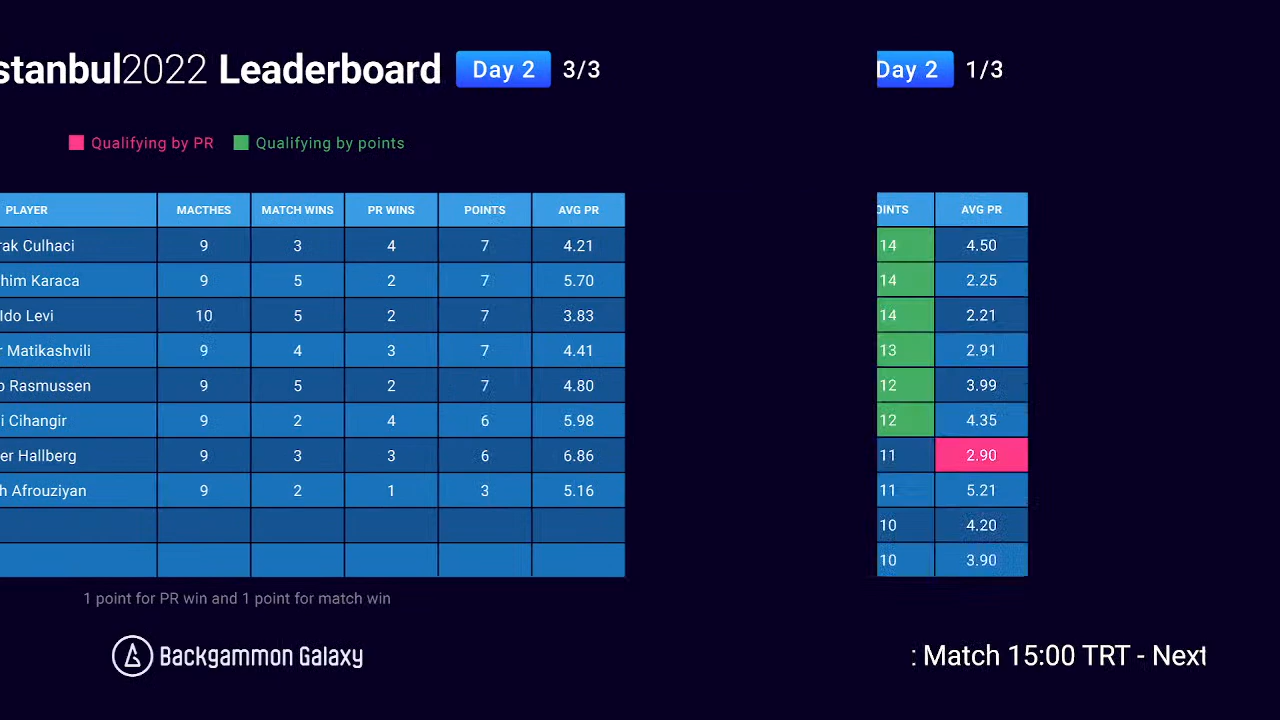 stanbul2022 Leaderboard Day 2 3/3
Day 2 1/3
Qualifying by PR Qualifying by points
PLAYER MACTHES MATCH WINS PR WINS POINTS AVG PR
rak Culhaci 9 3 4 7 4.21
him Karaca 9 5 2 7 5.70
Ido Levi 10 5 2 7 3.83
r Matikashvili 9 4 3 7 4.41
Rasmussen 9 5 2 7 4.80
i Cihangir 9 2 4 6 5.98
er Hallberg 9 3 3 6 6.86
h Afrouziyan 9 2 1 3 5.16
OINTS AVG PR
14 4.50
14 2.25
14 2.21
13 2.91
12 3.99
12 4.35
11 2.90
11 5.21
10 4.20
10 3.90
1 point for PR win and 1 point for match win
Backgammon Galaxy
: Match 15:00 TRT - Next